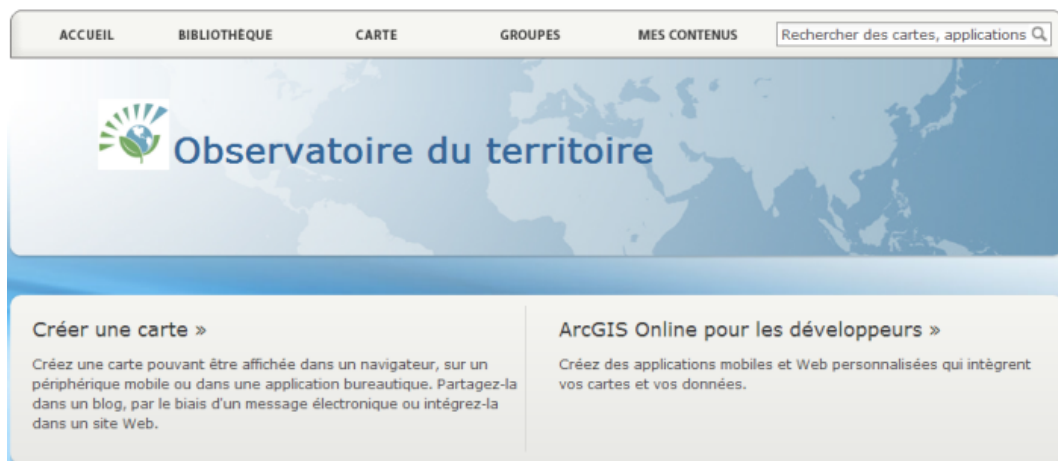 ACCUEIL BIBLIOTHÈQUE CARTE GROUPES MES CONTENUS Rechercher des cartes, applications
Observatoire du territoire
Créer une carte »
Créez une carte pouvant être affichée dans un navigateur, sur un
périphérique mobile ou dans une application bureautique. Partagez-la
dans un blog, par le biais d'un message électronique ou intégrez-la
dans un site Web.
ArcGIS Online pour les développeurs »
Créez des applications mobiles et Web personnalisées qui intègrent
vos cartes et vos données.